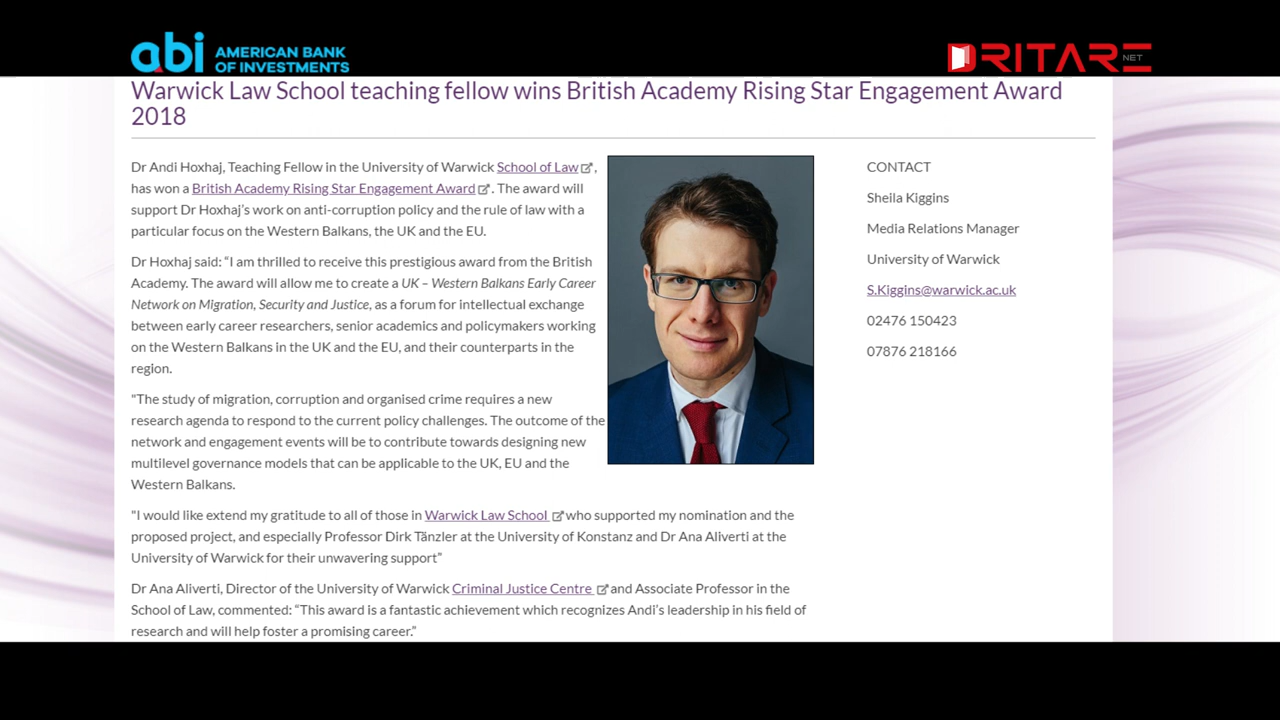 abi AMERICAN BANK
OF INVESTMENTS
DRITARE
NET
Warwick Law School teaching fellow wins British Academy Rising Star Engagement Award
2018
Dr Andi Hoxhaj, Teaching Fellow in the University of Warwick School of Law,
has won a British Academy Rising Star Engagement Award. The award will
support Dr Hoxhaj’s work on anti-corruption policy and the rule of law with a
particular focus on the Western Balkans, the UK and the EU.
Dr Hoxhaj said: “I am thrilled to receive this prestigious award from the British
Academy. The award will allow me to create a UK – Western Balkans Early Career
Network on Migration, Security and Justice, as a forum for intellectual exchange
between early career researchers, senior academics and policymakers working
on the Western Balkans in the UK and the EU, and their counterparts in the
region.
"The study of migration, corruption and organised crime requires a new
research agenda to respond to the current policy challenges. The outcome of the
network and engagement events will be to contribute towards designing new
multilevel governance models that can be applicable to the UK, EU and the
Western Balkans.
"I would like extend my gratitude to all of those in Warwick Law School who supported my nomination and the
proposed project, and especially Professor Dirk Tänzler at the University of Konstanz and Dr Ana Aliverti at the
University of Warwick for their unwavering support”
Dr Ana Aliverti, Director of the University of Warwick Criminal Justice Centre and Associate Professor in the
School of Law, commented: “This award is a fantastic achievement which recognizes Andi’s leadership in his field of
research and will help foster a promising career.”
CONTACT
Sheila Kiggins
Media Relations Manager
University of Warwick
S.Kiggins@warwick.ac.uk
02476 150423
07876 218166